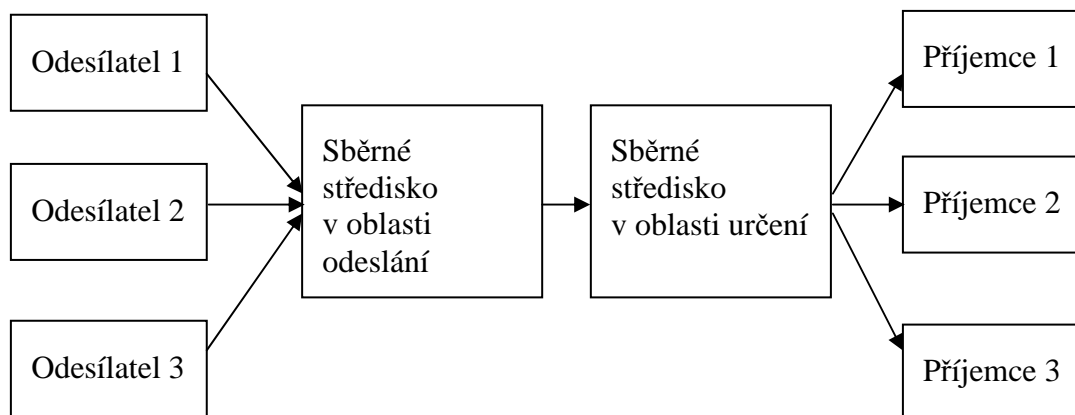 Odesílatel 1
Odesílatel 2
Odesílatel 3
Sběrné
středisko
v oblasti
odeslání
Sběrné
středisko
v oblasti určení
Příjemce 1
Příjemce 2
Příjemce 3